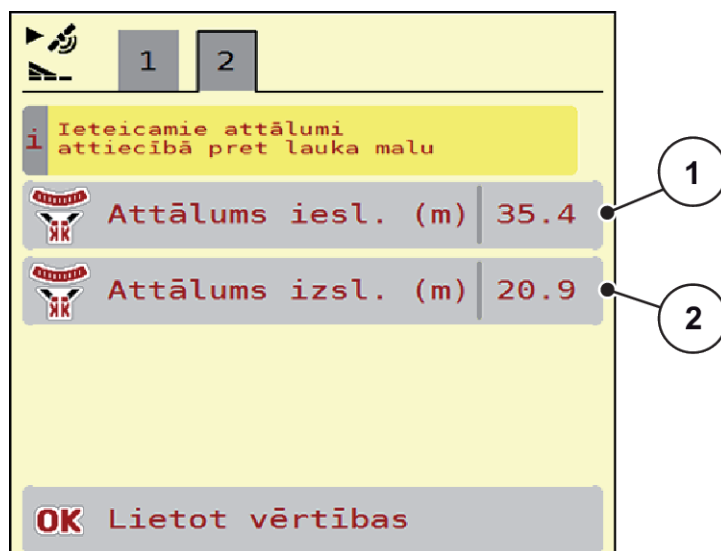 1 2
i Ieteicamie attālumi
attiecībā pret lauka malu
Attālums iesl. (m) 35.4
1
Attālums izsl. (m) 20.9
2
OK Lietot vērtības